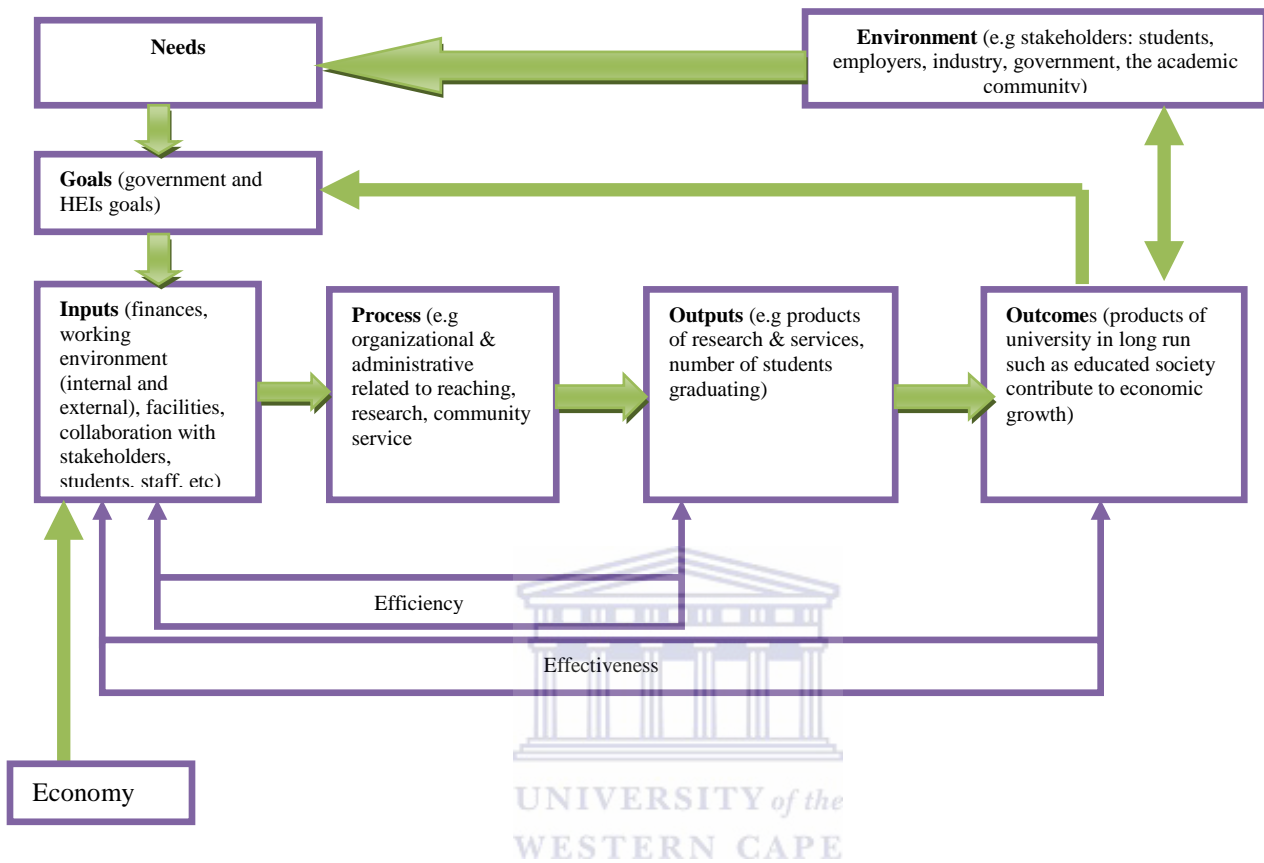 Needs
Environment (e.g stakeholders: students,
employers, industry, government, the academic
community)
Goals (government and
HEIs goals)
Inputs (finances,
working
environment
(internal and
external), facilities,
collaboration with
stakeholders,
students, staff, etc)
Process (e.g
organizational &
administrative
related to reaching,
research, community
service
Outputs (e.g products
of research & services,
number of students
graduating)
Outcomes (products of
university in long run
such as educated society
contribute to economic
growth)
Efficiency
Effectiveness
Economy
UNIVERSITY of the
WESTERN CAPE